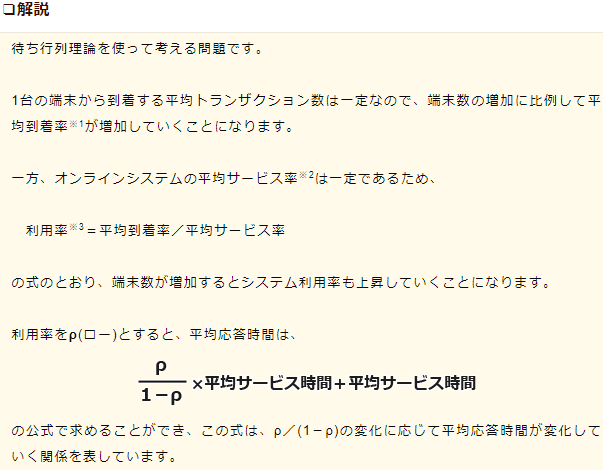 ❏解説
待ち行列理論を使って考える問題です。
1台の端末から到着する平均トランザクション数は一定なので、端末数の増加に比例して平
均到着率※1が増加していくことになります。
一方、オンラインシステムの平均サービス率※2は一定であるため、
利用率※3＝平均到着率／平均サービス率
の式のとおり、端末数が増加するとシステム利用率も上昇していくことになります。
利用率をρ(ロー)とすると、平均応答時間は、
ρ
1－ρ ×平均サービス時間＋平均サービス時間
の公式で求めることができ、この式は、ρ／(1－ρ)の変化に応じて平均応答時間が変化して
いく関係を表しています。